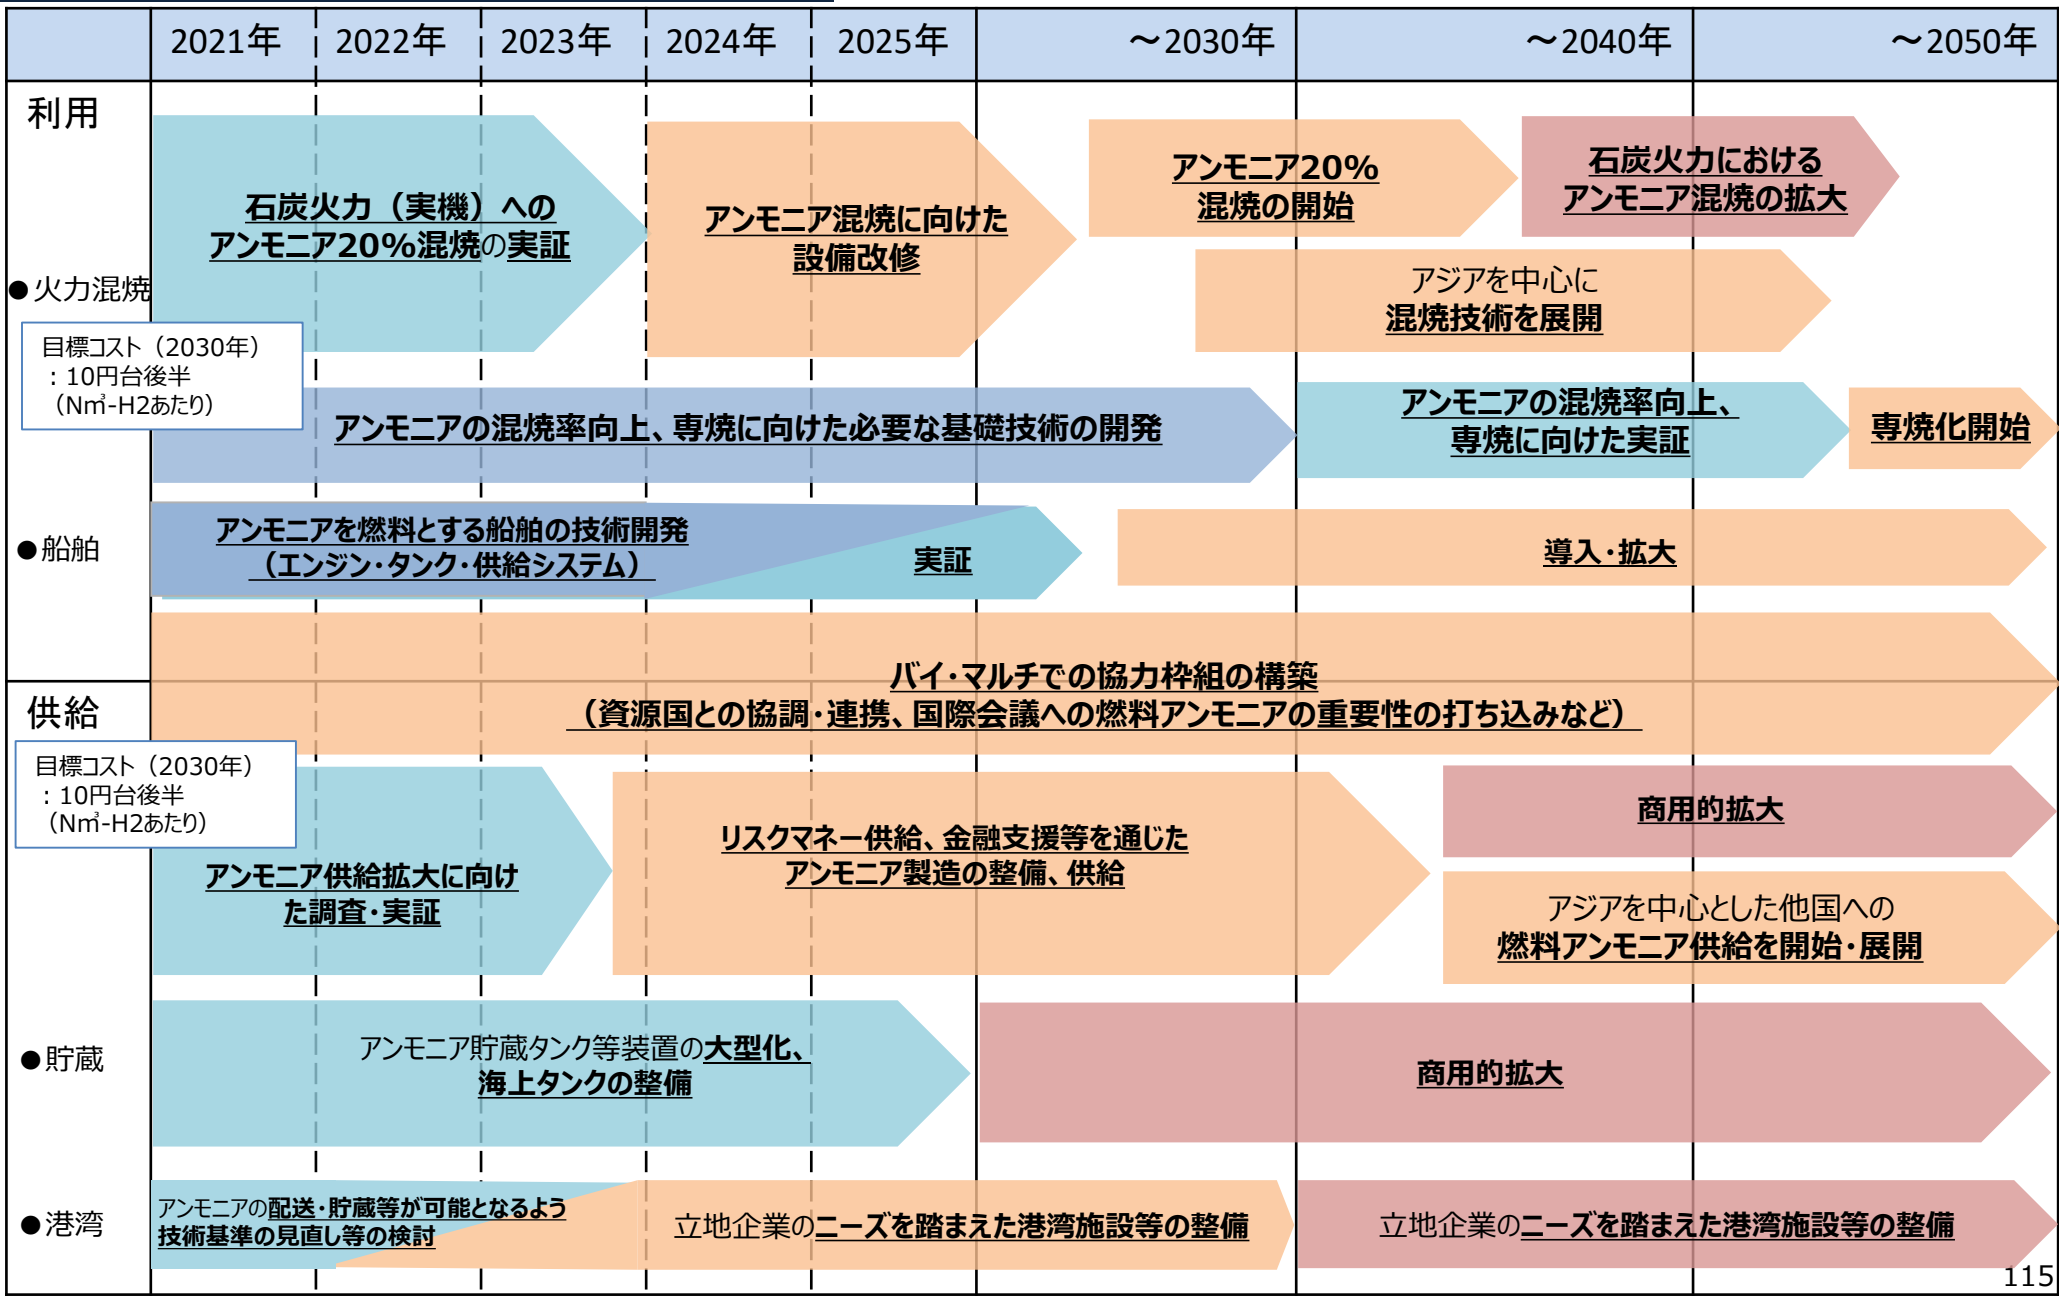 2021年
2022年
2023年
2024年
2025年
～2030年
～2040年
～2050年
利用
●火力混焼
目標コスト（2030年）
：10円台後半
（Nm³-H2あたり）
石炭火力（実機）への
アンモニア20%混焼の実証
アンモニア混焼に向けた
設備改修
アンモニア20%
混焼の開始
石炭火力における
アンモニア混焼の拡大
アジアを中心に
混焼技術を展開
アンモニアの混焼率向上、専焼に向けた必要な基礎技術の開発
アンモニアの混焼率向上、
専焼に向けた実証
専焼化開始
●船舶
アンモニアを燃料とする船舶の技術開発
（エンジン・タンク・供給システム）
実証
導入・拡大
バイ・マルチでの協力枠組の構築
（資源国との協調・連携、国際会議への燃料アンモニアの重要性の打ち込みなど）
供給
目標コスト（2030年）
：10円台後半
（Nm³-H2あたり）
アンモニア供給拡大に向け
た調査・実証
リスクマネー供給、金融支援等を通じた
アンモニア製造の整備、供給
商用的拡大
アジアを中心とした他国への
燃料アンモニア供給を開始・展開
●貯蔵
アンモニア貯蔵タンク等装置の大型化、
海上タンクの整備
商用的拡大
●港湾
アンモニアの配送・貯蔵等が可能となるよう
技術基準の見直し等の検討
立地企業のニーズを踏まえた港湾施設等の整備
立地企業のニーズを踏まえた港湾施設等の整備
115